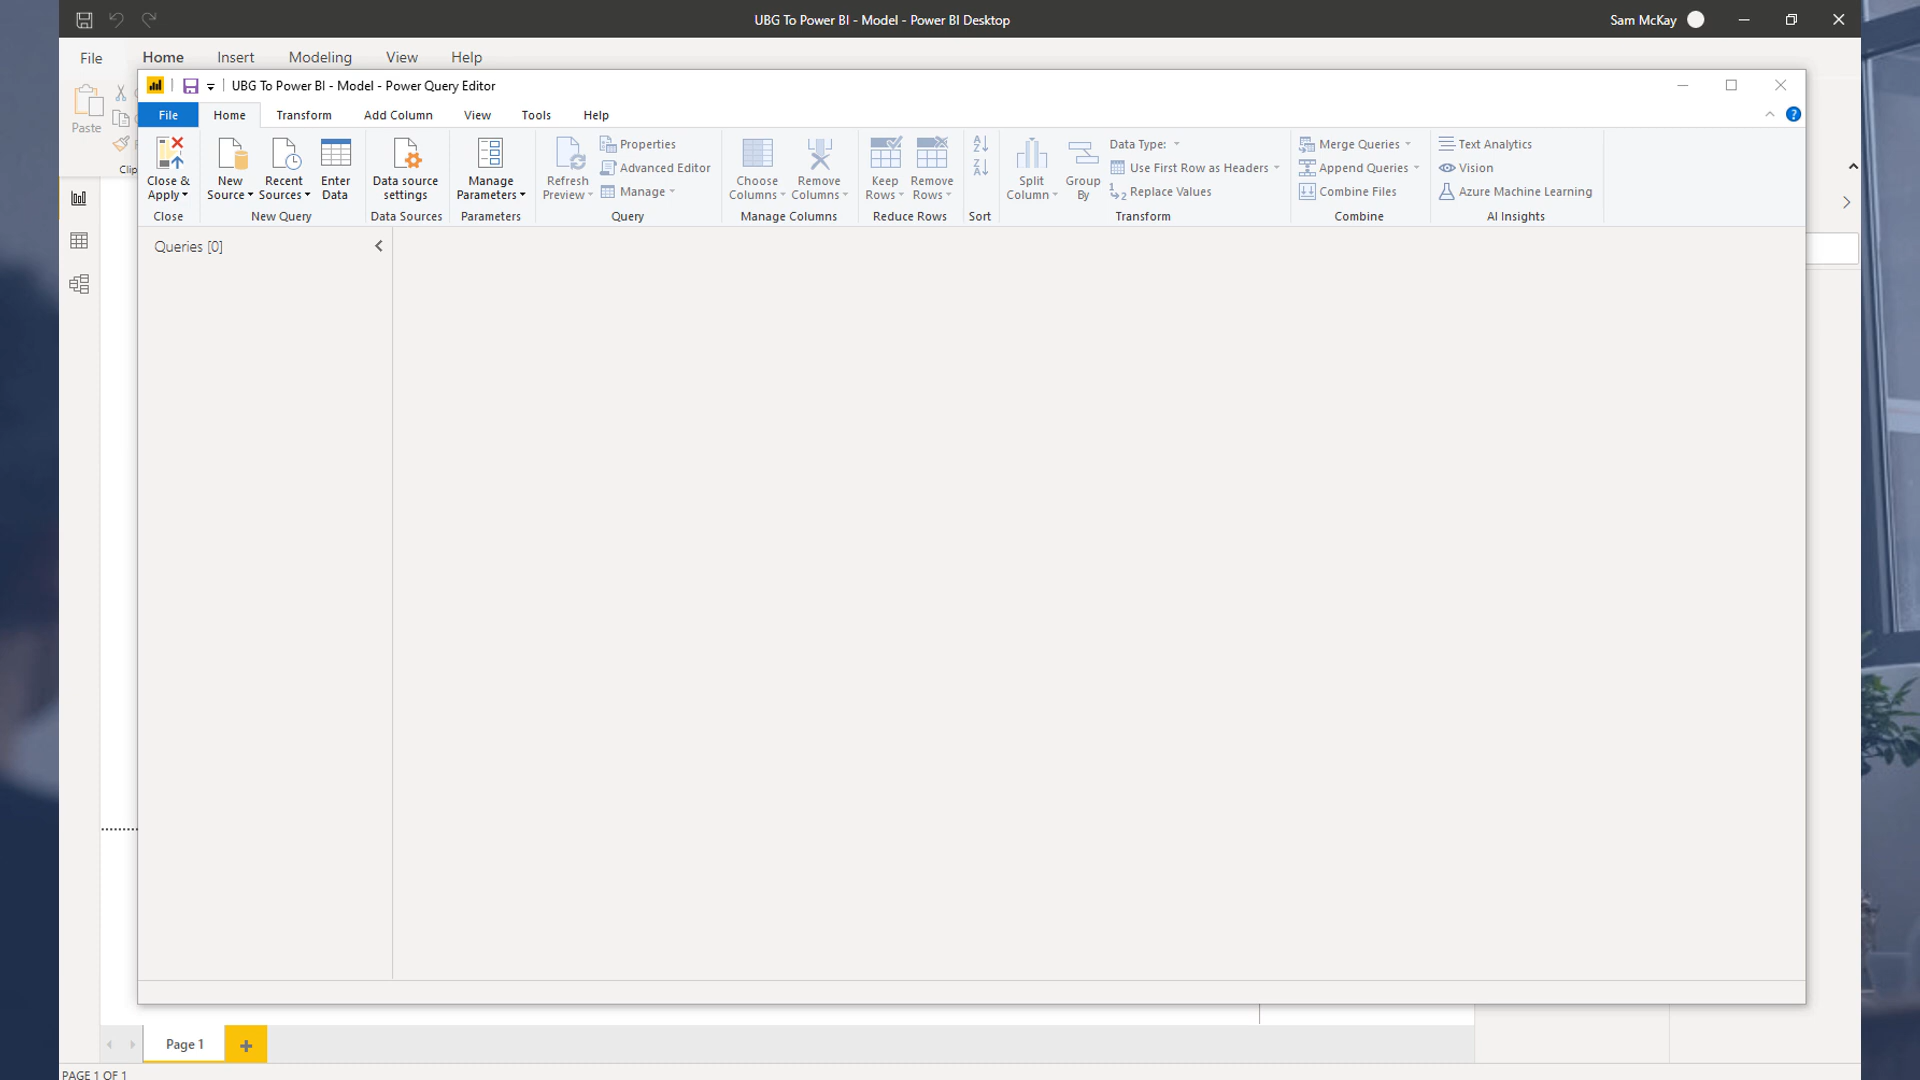 UBG To Power BI - Model - Power BI Desktop
Sam McKay
File
Home
Insert
Modeling
View
Help
Paste
Clip
UBG To Power BI - Model - Power Query Editor
File
Home
Transform
Add Column
View
Tools
Help
Close &
Apply
Close
New
Source
Recent
Sources
Enter
Data
New Query
Data source
settings
Data Sources
Manage
Parameters
Parameters
Refresh
Preview
Properties
Advanced Editor
Manage
Query
Choose
Columns
Remove
Columns
Manage Columns
Keep
Rows
Remove
Rows
Reduce Rows
Sort
Split
Column
Group
By
Data Type:
Use First Row as Headers
Replace Values
Transform
Merge Queries
Append Queries
Combine Files
Combine
Text Analytics
Vision
Azure Machine Learning
AI Insights
Queries [0]
Page 1
PAGE 1 OF 1